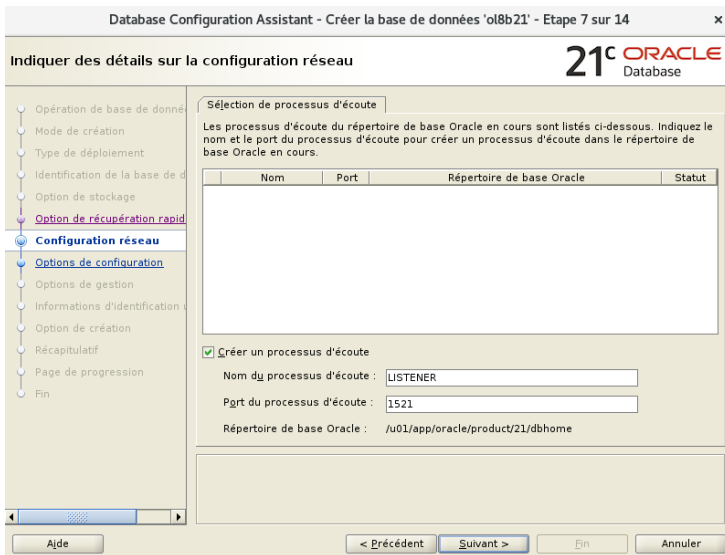 Database Configuration Assistant - Créer la base de données 'ol8b21' - Etape 7 sur 14
Indiquer des détails sur la configuration réseau
21c ORACLE
Database
Opération de base de donné
Mode de création
Type de déploiement
Identification de la base de d
Option de stockage
Option de récupération rapid
Configuration réseau
Options de configuration
Options de gestion
Informations d'identification u
Option de création
Récapitulatif
Page de progression
Fin
Sélection de processus d'écoute
Les processus d'écoute du répertoire de base Oracle en cours sont listés ci-dessous. Indiquez le
nom et le port du processus d'écoute pour créer un processus d'écoute dans le répertoire de
base Oracle en cours.
Nom Port Répertoire de base Oracle Statut
Créer un processus d'écoute
Nom du processus d'écoute : LISTENER
Port du processus d'écoute : 1521
Répertoire de base Oracle : /u01/app/oracle/product/21/dbhome
Aide < Précédent Suivant > Fin Annuler